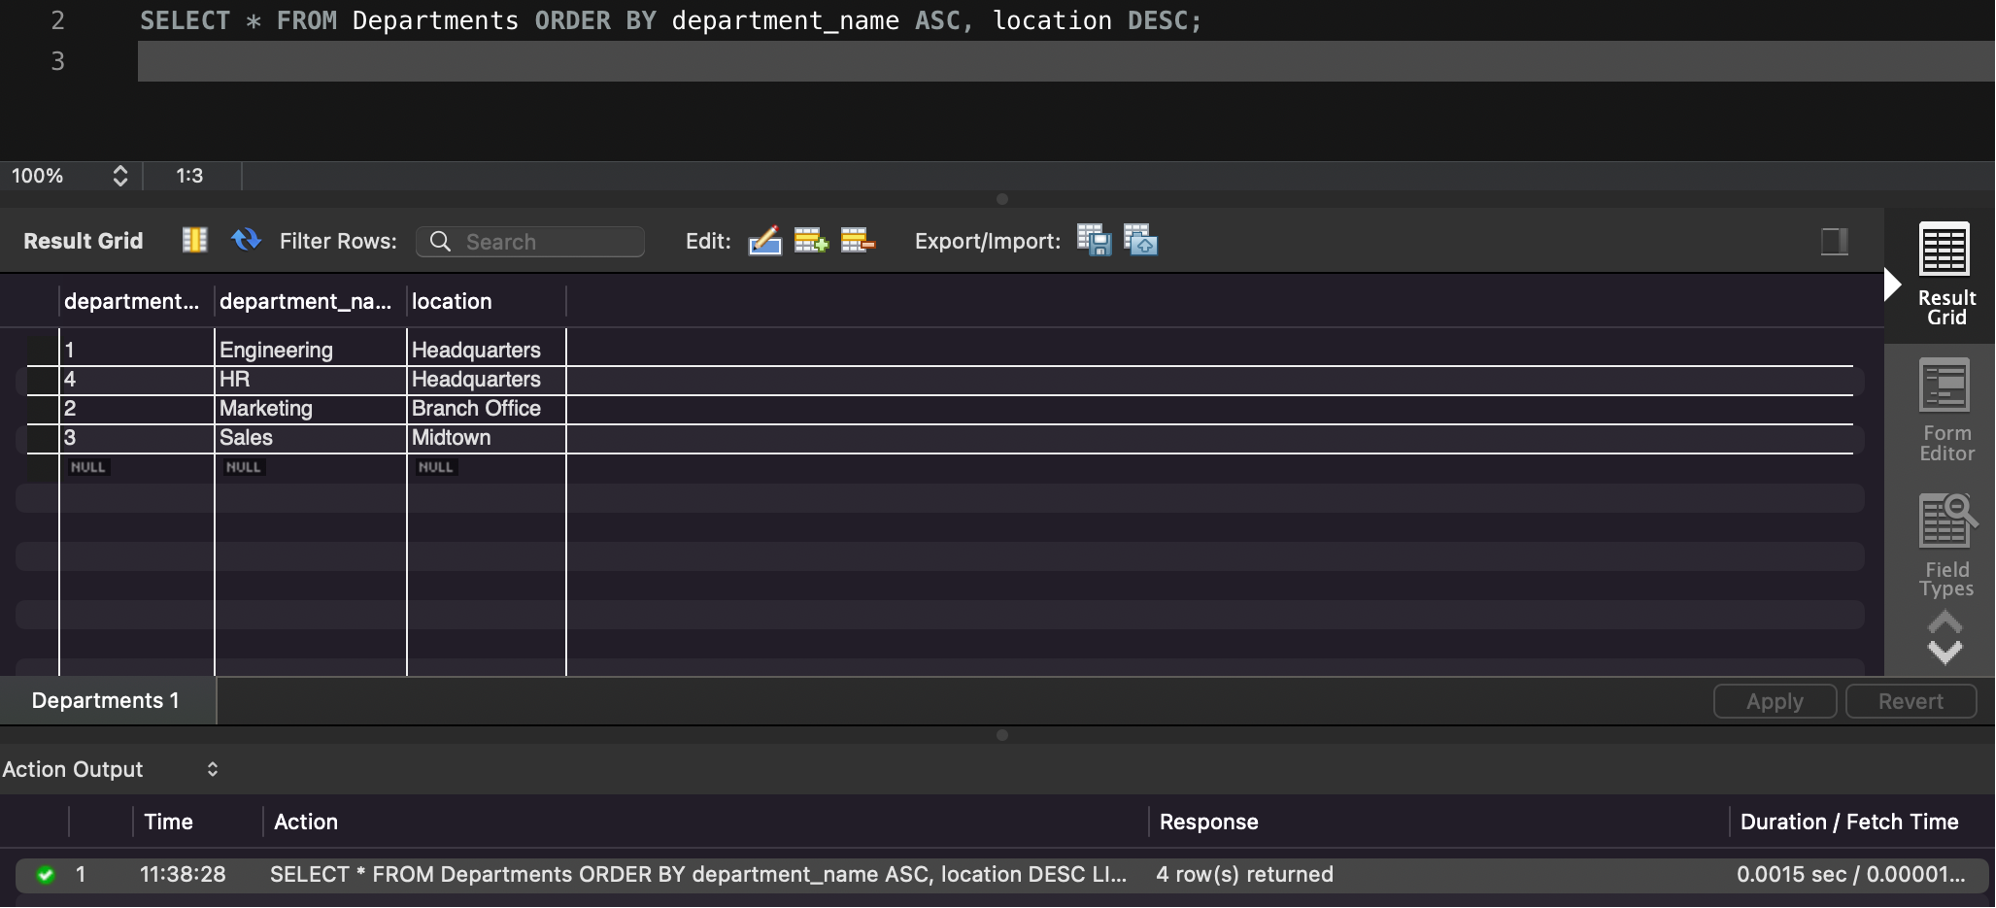 2 SELECT * FROM Departments ORDER BY department_name ASC, location DESC;
3
100% 1:3
Result Grid Filter Rows: Search Edit: Export/Import:
Result
Grid
department... department_na... location
1 Engineering Headquarters
4 HR Headquarters
2 Marketing Branch Office
3 Sales Midtown
NULL NULL NULL
Form
Editor
Field
Types
Departments 1 Apply Revert
Action Output
Time Action Response Duration / Fetch Time
1 11:38:28 SELECT * FROM Departments ORDER BY department_name ASC, location DESC LI... 4 row(s) returned 0.0015 sec / 0.00001...